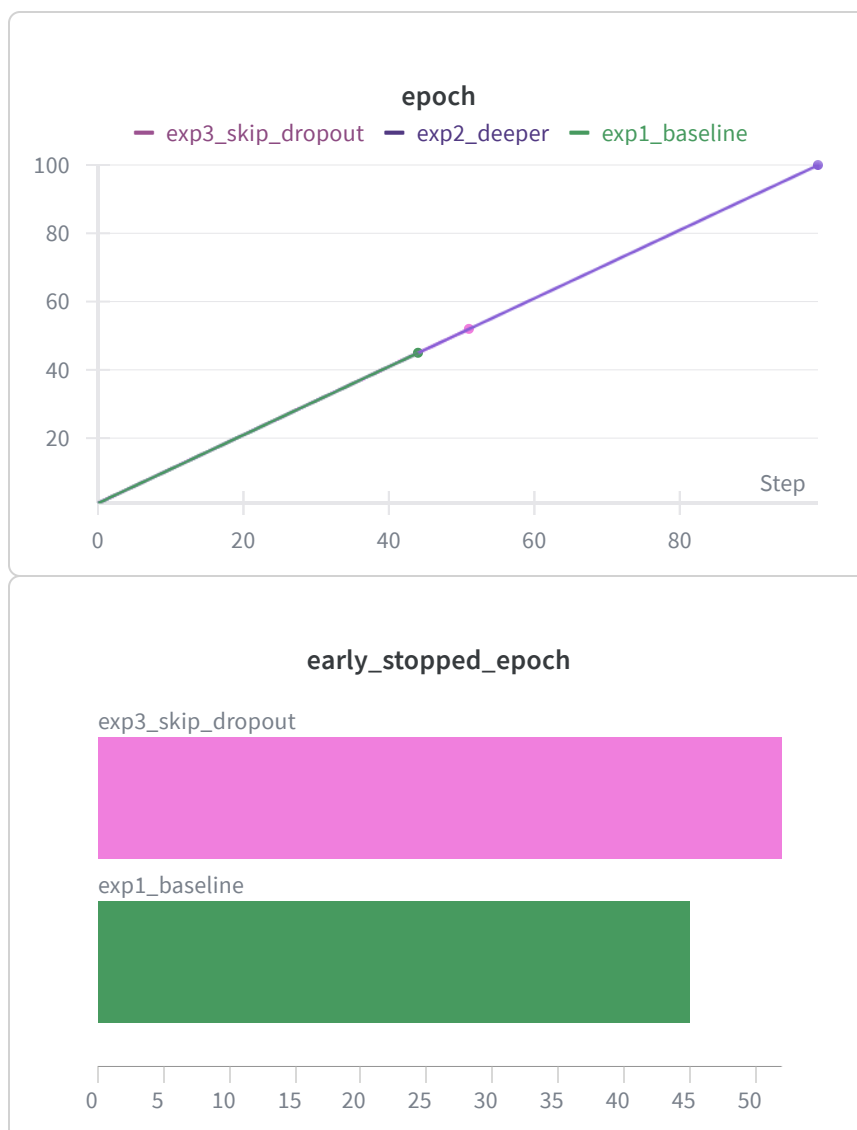 epoch
exp3_skip_dropout exp2_deeper exp1_baseline
100
80
60
40
20
Step
0 20 40 60 80
early_stopped_epoch
exp3_skip_dropout
exp1_baseline
0 5 10 15 20 25 30 35 40 45 50